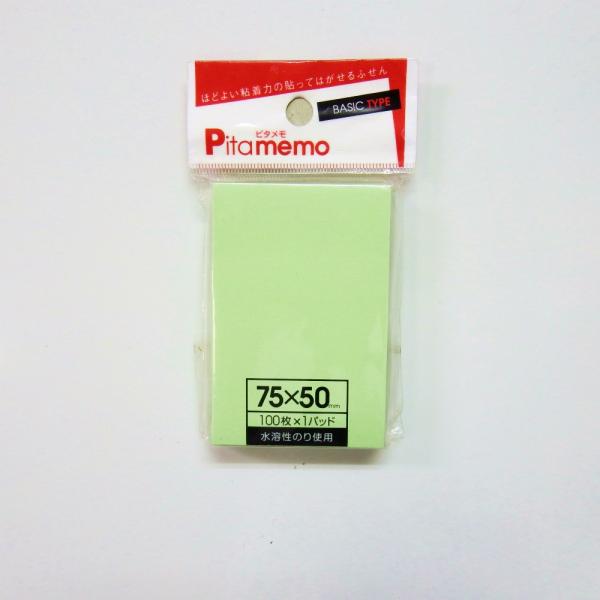 ほどよい粘着力の貼ってはがせるふせん
BASIC TYPE
ピタメモ
Pitamemo
75×50mm
100枚×1パッド
水溶性のり使用